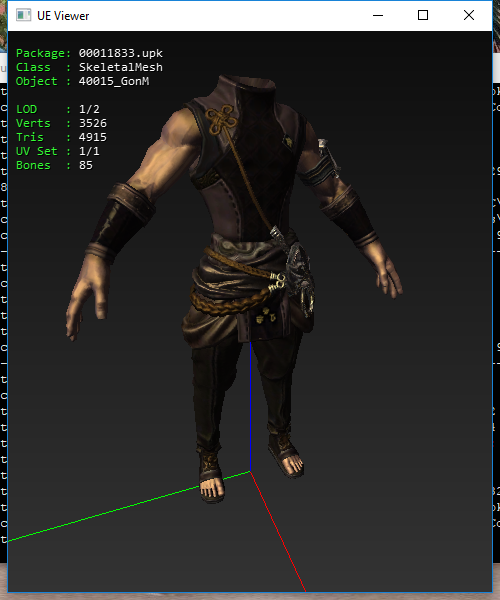 UE Viewer
Package: 00011833.upk
Class  : SkeletalMesh
Object : 40015_GonM
LOD    : 1/2
Verts  : 3526
Tris   : 4915
UV Set : 1/1
Bones  : 85